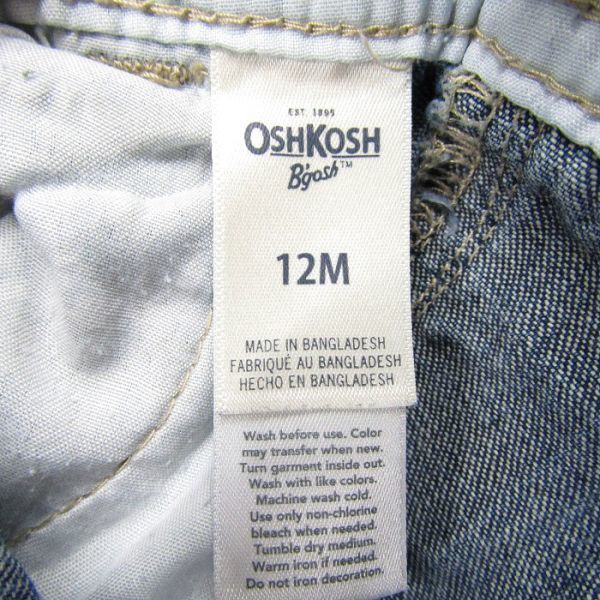 EST. 1895
OSHKOSH
B'gosh™
12M
MADE IN BANGLADESH
FABRIQUÉ AU BANGLADESH
HECHO EN BANGLADESH
Wash before use. Color
may transfer when new.
Turn garment inside out.
Wash with like colors.
Machine wash cold.
Use only non-chlorine
bleach when needed.
Tumble dry medium.
Warm iron if needed.
Do not iron decoration.